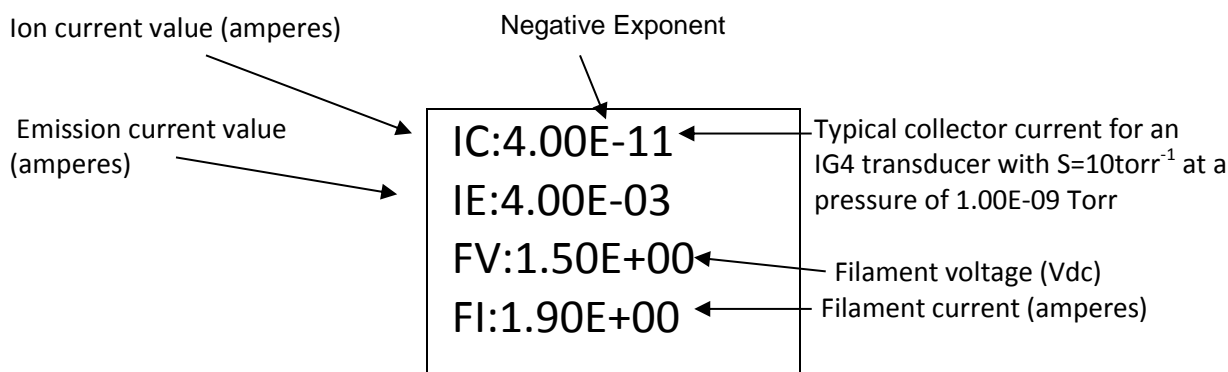 Ion current value (amperes)
Negative Exponent
Emission current value
(amperes)
IC:4.00E-11
IE:4.00E-03
FV:1.50E+00
FI:1.90E+00
Typical collector current for an
IG4 transducer with S=10torr⁻¹ at a
pressure of 1.00E-09 Torr
Filament voltage (Vdc)
Filament current (amperes)